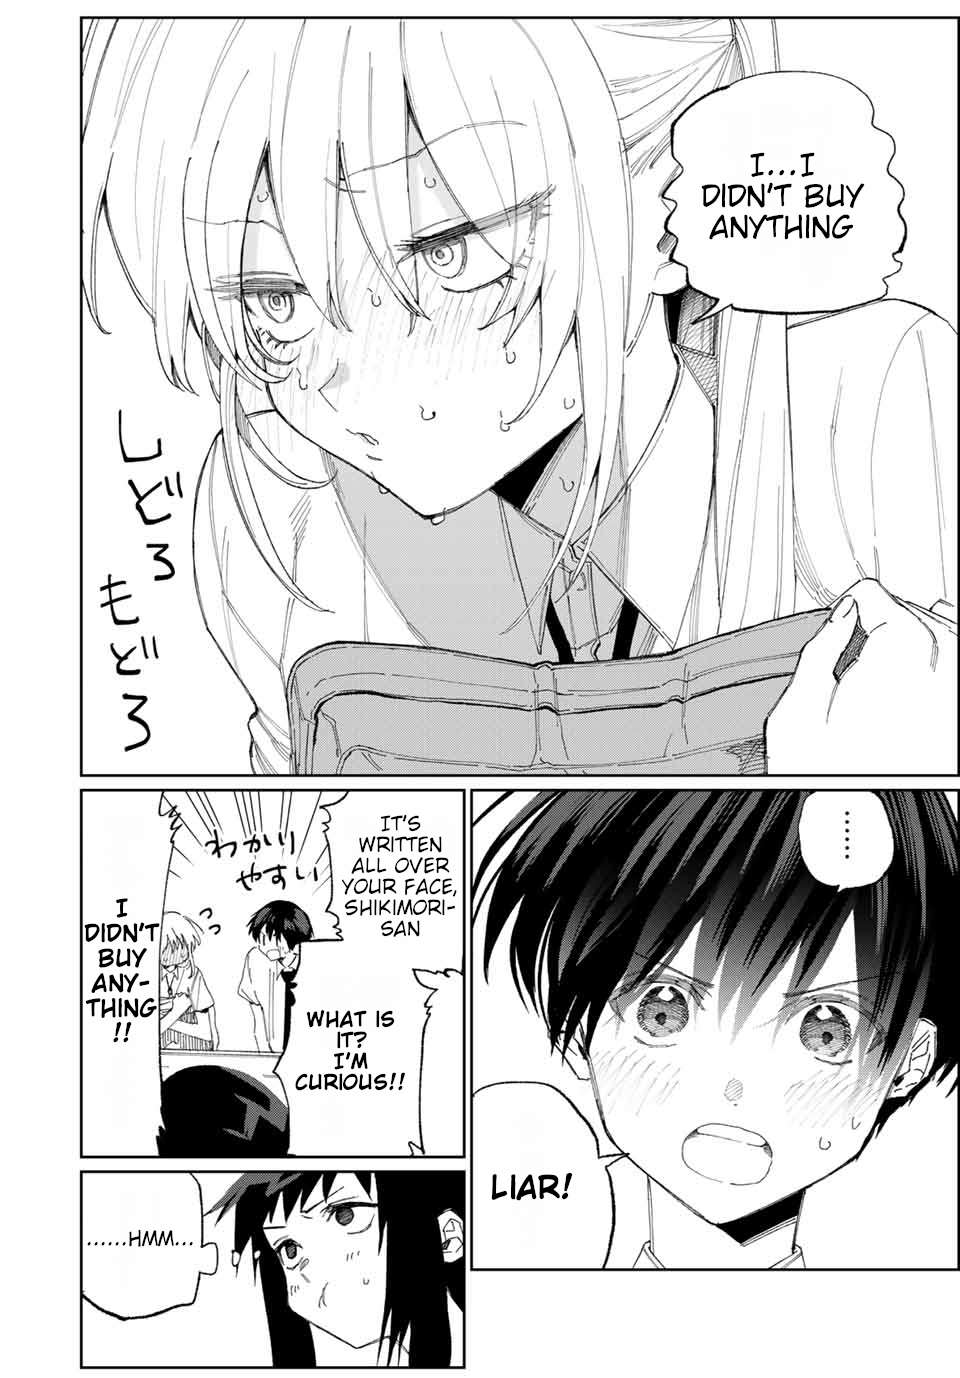 I...I
DIDN'T BUY
ANYTHING
しどろ
もどろ
.......
LIAR!
IT'S
WRITTEN
ALL OVER
YOUR FACE,
SHIKIMORI-
SAN
わかり
やすい
っ
WHAT IS
IT?
I'M
CURIOUS!!
I
DIDN'T
BUY
ANY-
THING
!!
......HMM...